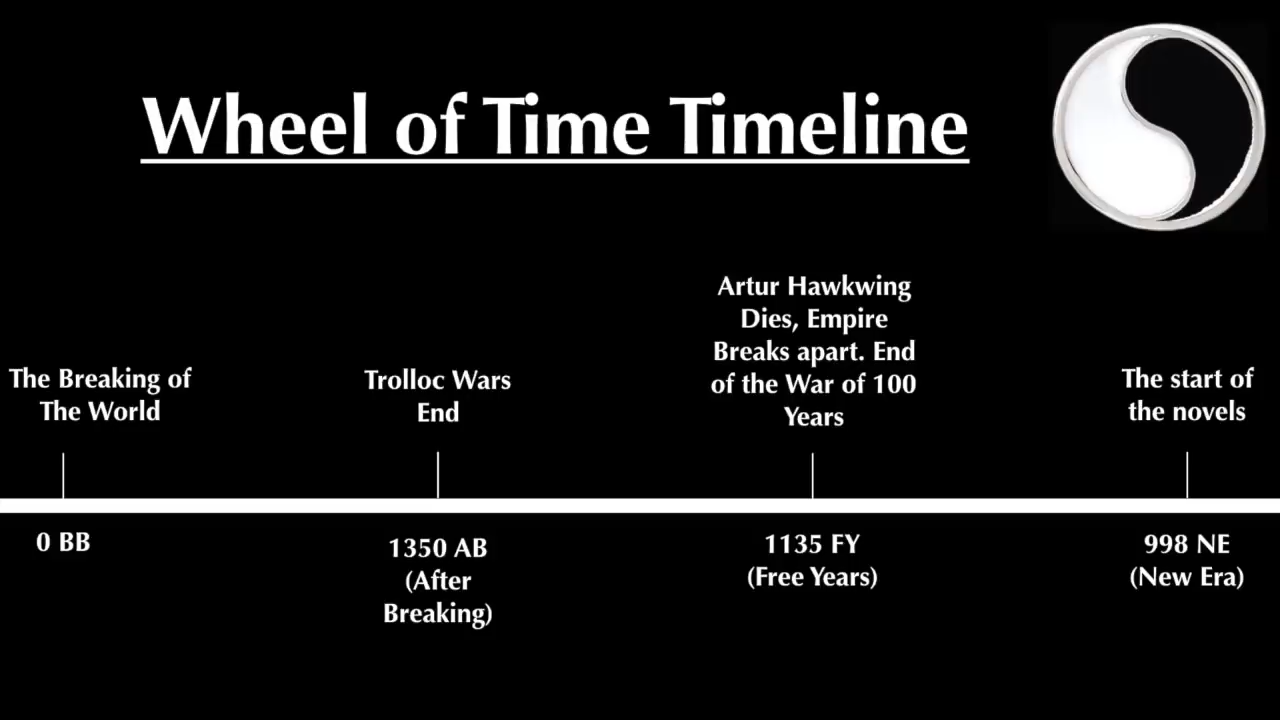 Wheel of Time Timeline
The Breaking of
The World
Trolloc Wars
End
Artur Hawkwing
Dies, Empire
Breaks apart. End
of the War of 100
Years
The start of
the novels
0 BB
1350 AB
(After
Breaking)
1135 FY
(Free Years)
998 NE
(New Era)